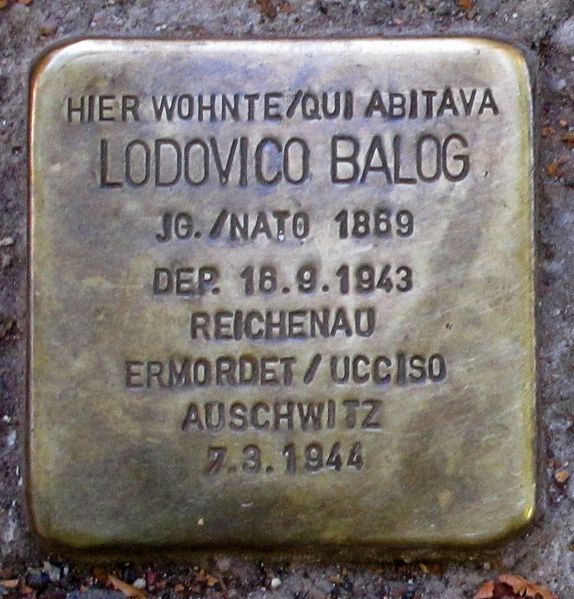 HIER WOHNTE/QUI ABITAVA
LODOVICO BALOG
JG./NATO 1869
DEP. 16.9.1943
REICHENAU
ERMORDET/UCCISO
AUSCHWITZ
7.3.1944